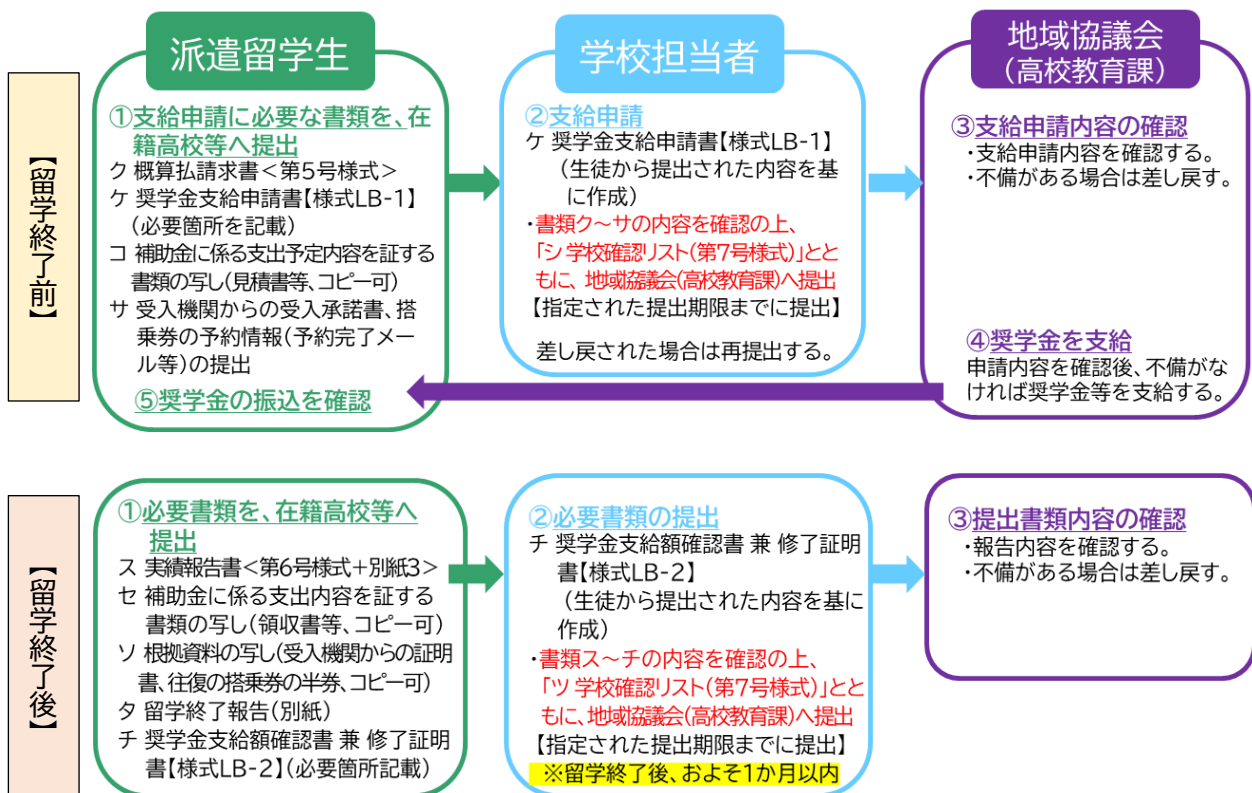 派遣留学生
学校担当者
地域協議会
（高校教育課）
【留学終了前】
①支給申請に必要な書類を、在
籍高校等へ提出
ク 概算払請求書＜第5号様式＞
ケ 奨学金支給申請書【様式LB-1】
（必要箇所を記載）
コ 補助金に係る支出予定内容を証する
書類の写し（見積書等、コピー可）
サ 受入機関からの受入承諾書、搭
乗券の予約情報（予約完了メー
ル等）の提出
⑤奨学金の振込を確認
②支給申請
ケ 奨学金支給申請書【様式LB-1】
（生徒から提出された内容を基
に作成）
・書類ク～サの内容を確認の上、
「シ 学校確認リスト（第7号様式）」とと
もに、地域協議会（高校教育課）へ提出
【指定された提出期限までに提出】
差し戻された場合は再提出する。
③支給申請内容の確認
・支給申請内容を確認する。
・不備がある場合は差し戻す。
④奨学金を支給
申請内容を確認後、不備がな
ければ奨学金等を支給する。
【留学終了後】
①必要書類を、在籍高校等へ
提出
ス 実績報告書＜第6号様式＋別紙3＞
セ 補助金に係る支出内容を証する
書類の写し（領収書等、コピー可）
ソ 根拠資料の写し（受入機関からの証明
書、往復の搭乗券の半券、コピー可）
タ 留学終了報告（別紙）
チ 奨学金支給額確認書 兼 修了証明
書【様式LB-2】（必要箇所記載）
②必要書類の提出
チ 奨学金支給額確認書 兼 修了証明
書【様式LB-2】
（生徒から提出された内容を基に
作成）
・書類ス～チの内容を確認の上、
「ツ 学校確認リスト（第7号様式）」とと
もに、地域協議会（高校教育課）へ提出
【指定された提出期限までに提出】
※留学終了後、およそ1か月以内
③提出書類内容の確認
・報告内容を確認する。
・不備がある場合は差し戻す。